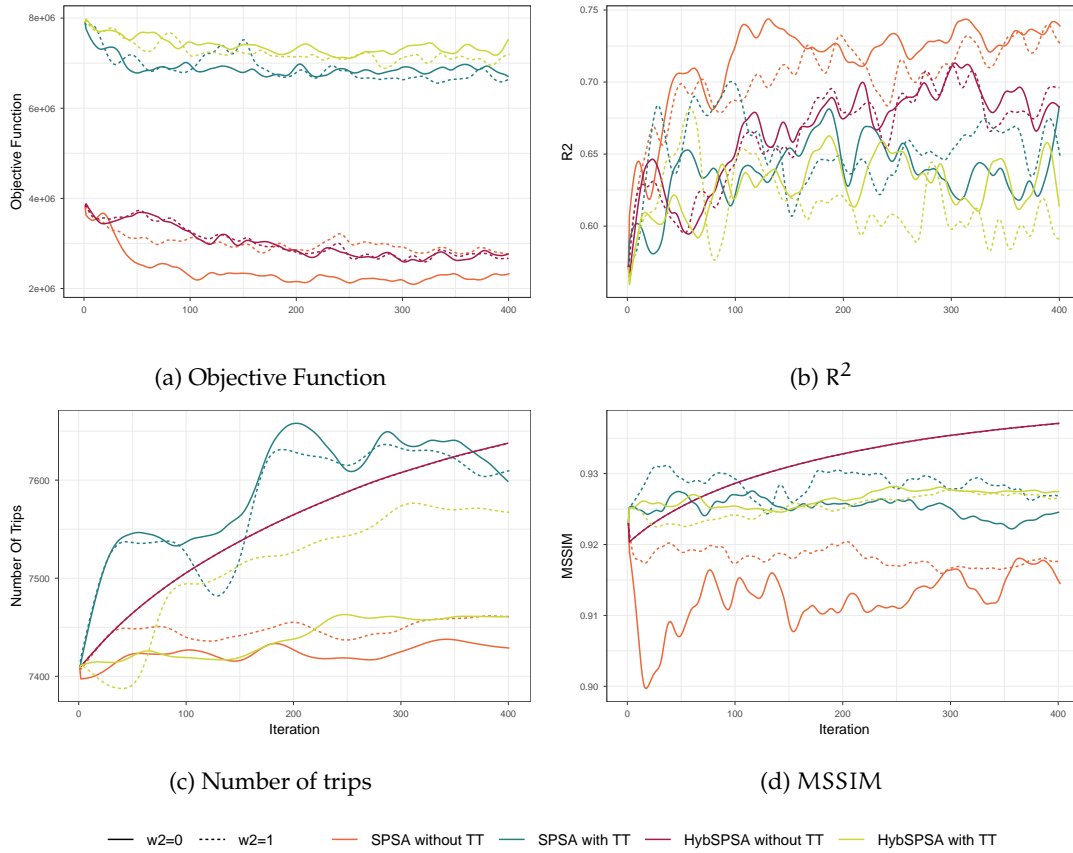 8e+06
6e+06
4e+06
2e+06
Objective Function
0 100 200 300 400
(a) Objective Function
0.75
0.70
0.65
0.60
R2
0 100 200 300 400
(b) R²
7600
7500
7400
Number Of Trips
0 100 200 300 400
Iteration
(c) Number of trips
0.93
0.92
0.91
0.90
MSSIM
0 100 200 300 400
Iteration
(d) MSSIM
w2=0 w2=1 SPSA without TT SPSA with TT HybSPSA without TT HybSPSA with TT